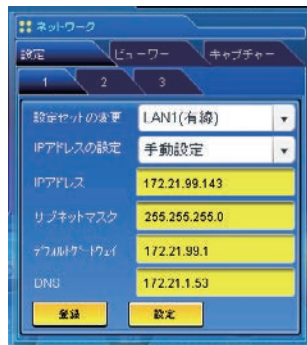 ネットワーク
設定 ビューワー キャプチャー
1 2 3
設定セットの変更 LAN1(有線)
IPアドレスの設定 手動設定
IPアドレス 172.21.99.143
サブネットマスク 255.255.255.0
デフォルトゲートウェイ 172.21.99.1
DNS 172.21.1.53
登録 設定